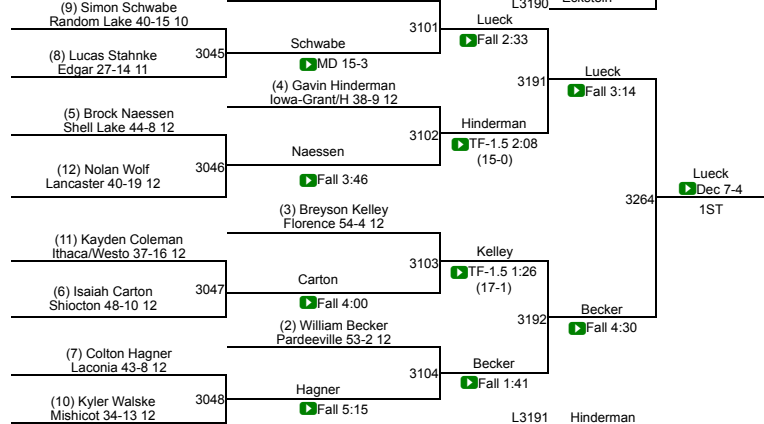 (9) Simon Schwabe
Random Lake 40-15 10
3045
(8) Lucas Stahnke
Edgar 27-14 11
Schwabe
MD 15-3
3101
Lueck
Fall 2:33
L3190
(4) Gavin Hinderman
Iowa-Grant/H 38-9 12
(5) Brock Naessen
Shell Lake 44-8 12
3046
(12) Nolan Wolf
Lancaster 40-19 12
Naessen
Fall 3:46
3102
Hinderman
TF-1.5 2:08
(15-0)
3191
Lueck
Fall 3:14
(3) Breyson Kelley
Florence 54-4 12
(11) Kayden Coleman
Ithaca/Westo 37-16 12
3047
(6) Isaiah Carton
Shiocton 48-10 12
Carton
Fall 4:00
3103
Kelley
TF-1.5 1:26
(17-1)
3192
Becker
Fall 4:30
3264
Lueck
Dec 7-4
1ST
(2) William Becker
Pardeeville 53-2 12
(7) Colton Hagner
Laconia 43-8 12
3048
(10) Kyler Walske
Mishicot 34-13 12
Hagner
Fall 5:15
3104
Becker
Fall 1:41
L3191 Hinderman